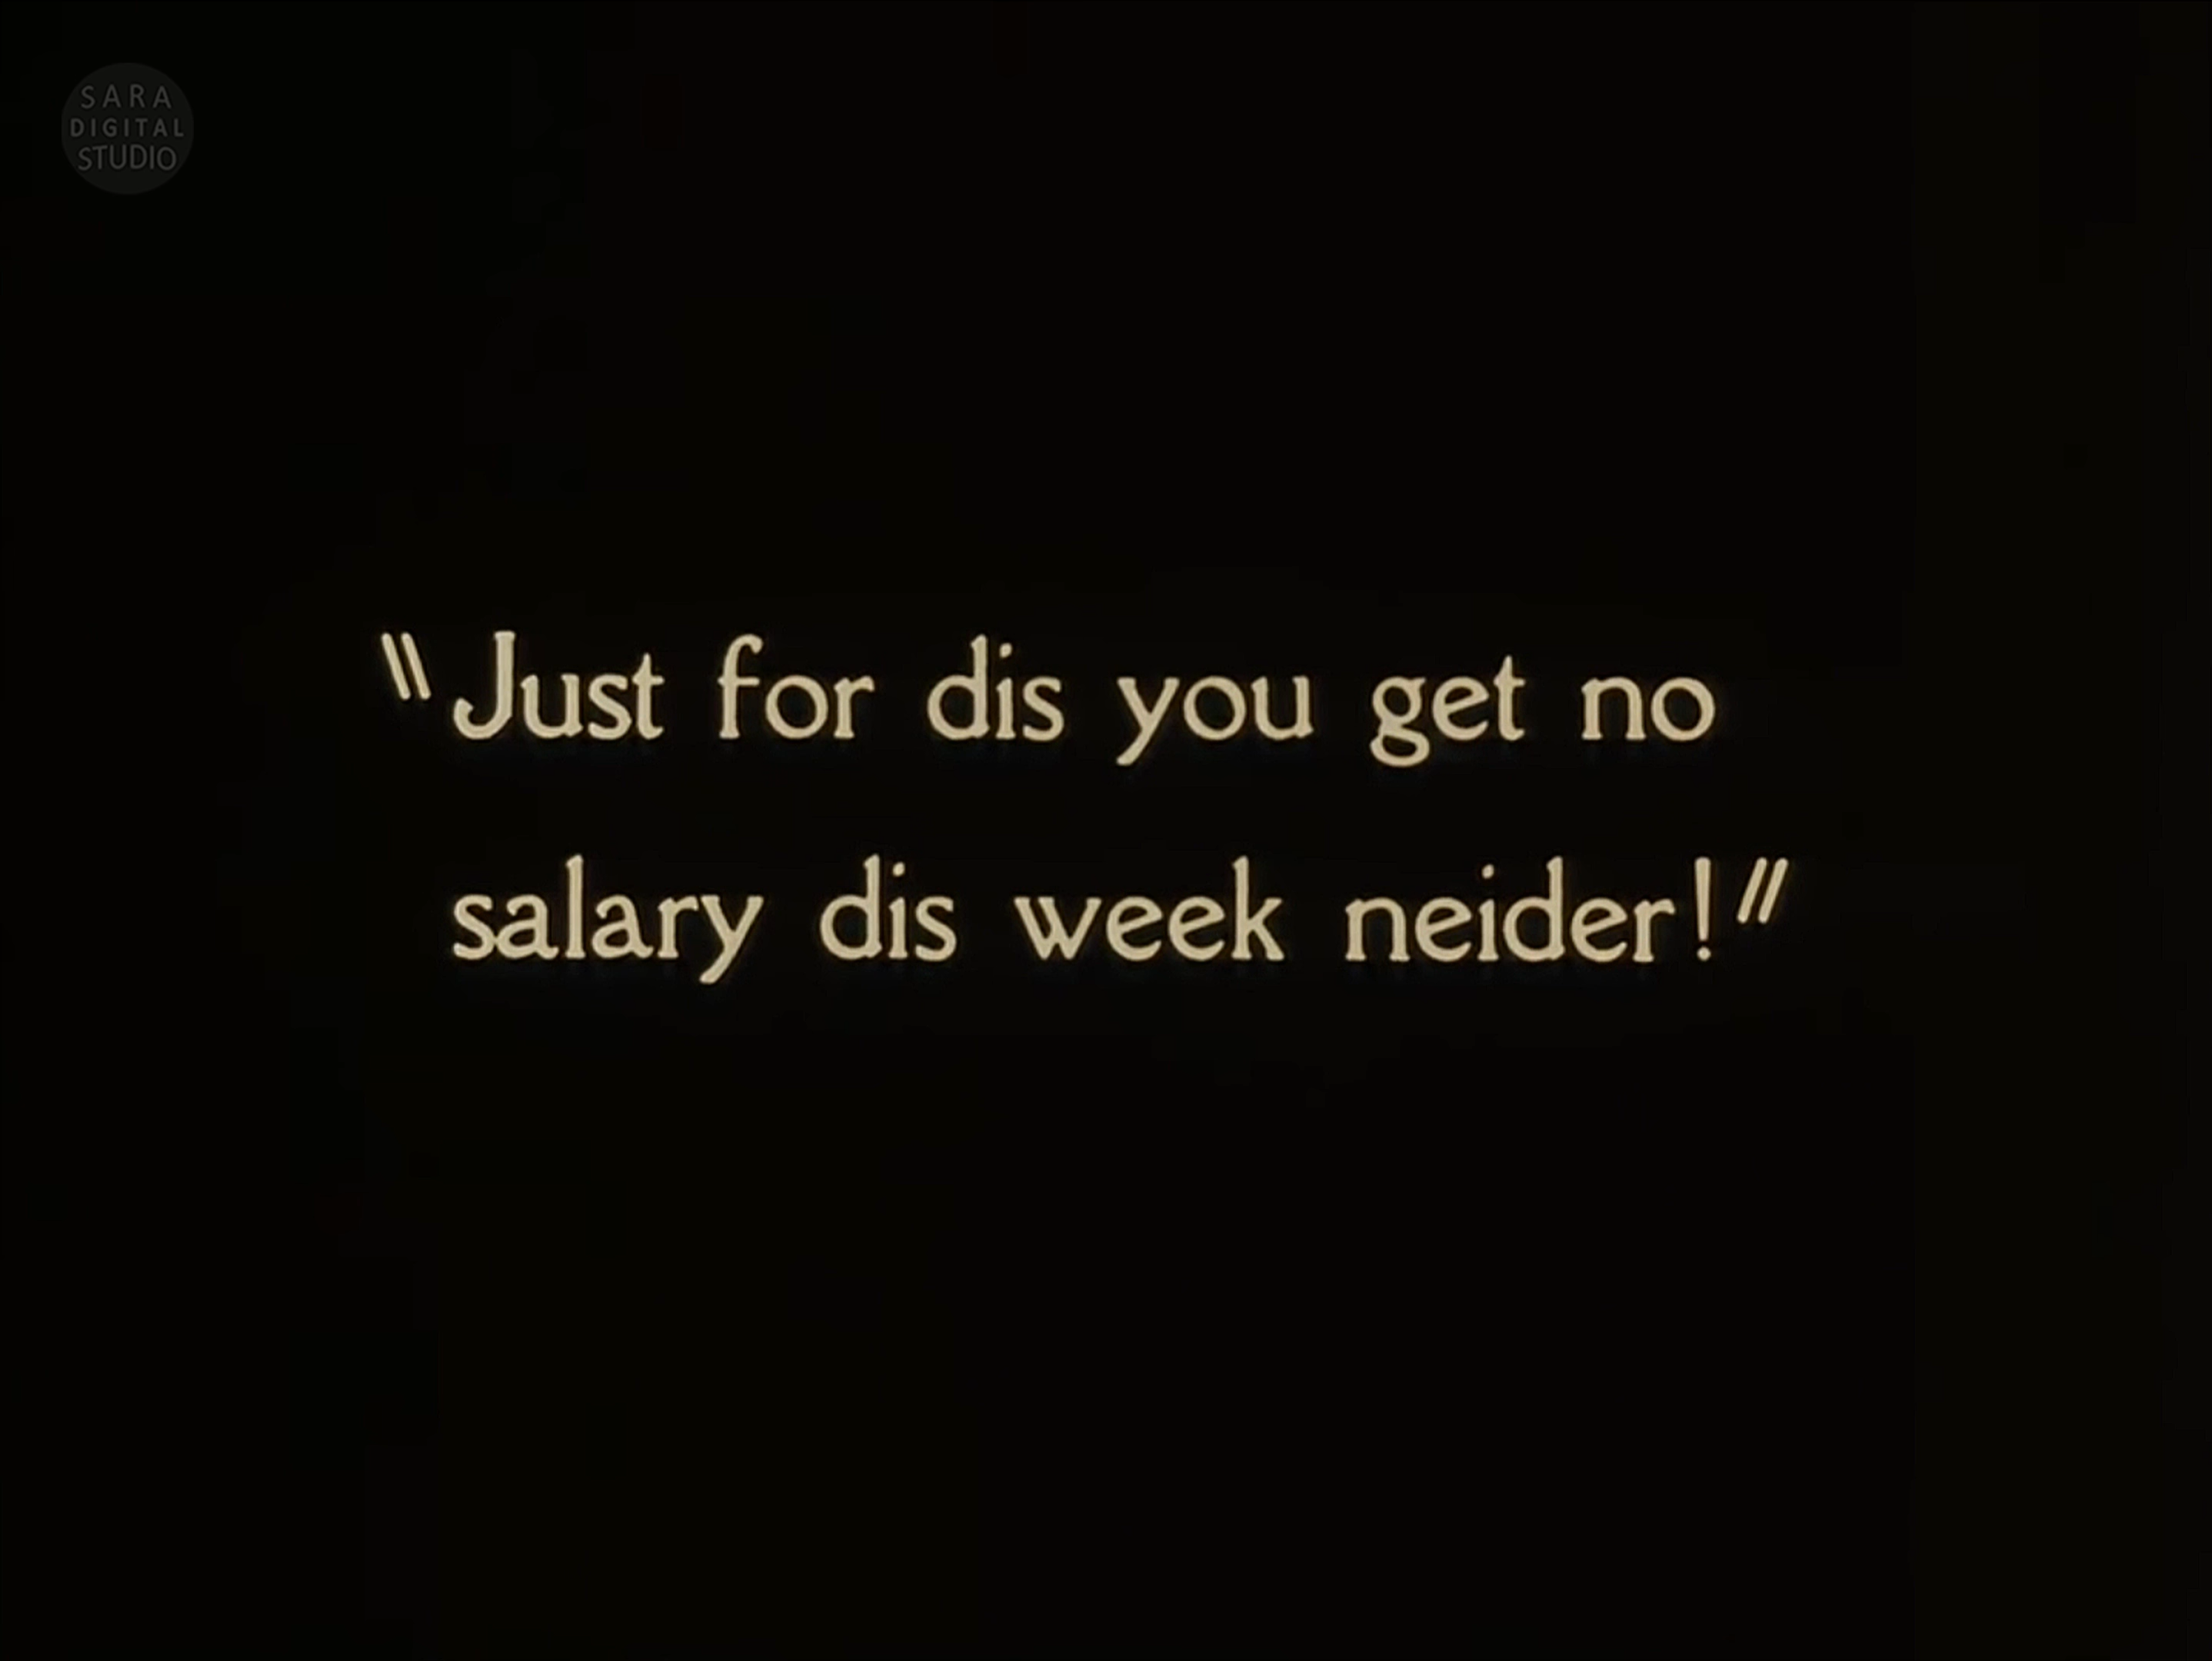 SARA
DIGITAL
STUDIO
"Just for dis you get no
salary dis week neider!"